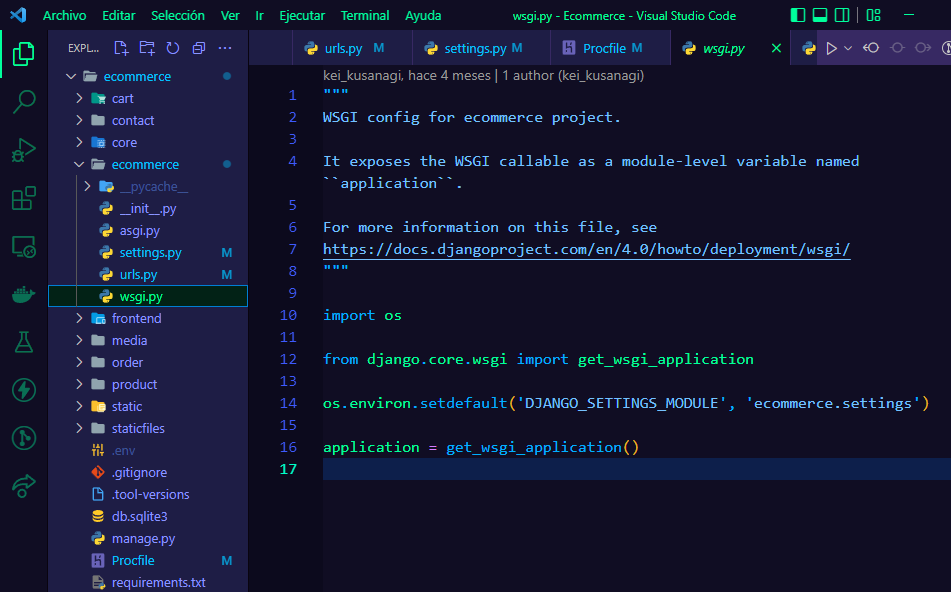 Archivo Editar Selección Ver Ir Ejecutar Terminal Ayuda wsgi.py - Ecommerce - Visual Studio Code
EXPL...
ecommerce
cart
contact
core
ecommerce
__pycache__
__init__.py
asgi.py
settings.py M
urls.py M
wsgi.py
frontend
media
order
product
static
staticfiles
.env
.gitignore
.tool-versions
db.sqlite3
manage.py
Procfile M
requirements.txt
urls.py M settings.py M Procfile M wsgi.py
kei_kusanagi, hace 4 meses | 1 author (kei_kusanagi)
1 """
2 WSGI config for ecommerce project.
3
4 It exposes the WSGI callable as a module-level variable named
``application``.
5
6 For more information on this file, see
7 https://docs.djangoproject.com/en/4.0/howto/deployment/wsgi/
8 """
9
10 import os
11
12 from django.core.wsgi import get_wsgi_application
13
14 os.environ.setdefault('DJANGO_SETTINGS_MODULE', 'ecommerce.settings')
15
16 application = get_wsgi_application()
17